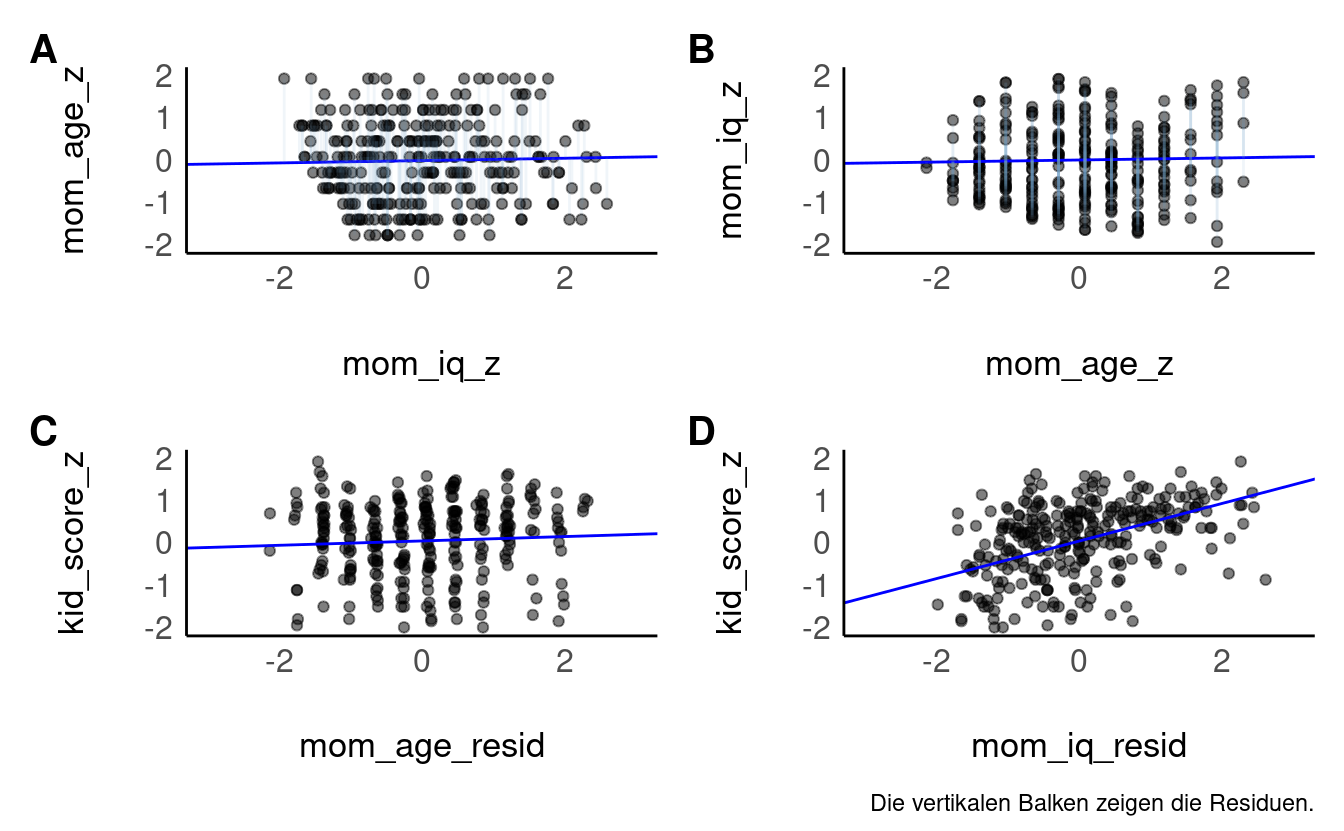 A
mom_age_z
2
1
0
-1
-2
-2 0 2
mom_iq_z
B
mom_iq_z
2
1
0
-1
-2
-2 0 2
mom_age_z
C
kid_score_z
2
1
0
-1
-2
-2 0 2
mom_age_resid
D
kid_score_z
2
1
0
-1
-2
-2 0 2
mom_iq_resid
Die vertikalen Balken zeigen die Residuen.